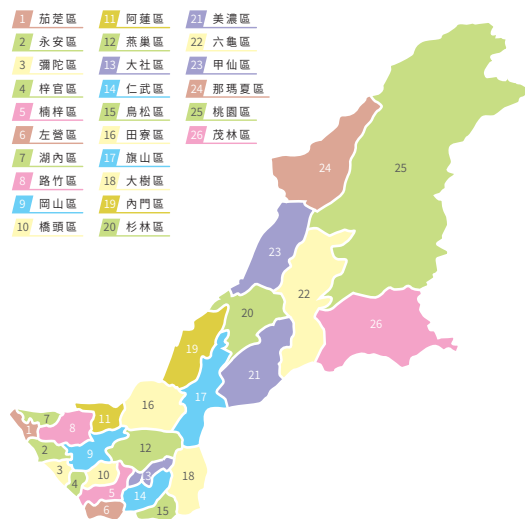 1 茄萣區
2 永安區
3 彌陀區
4 梓官區
5 楠梓區
6 左營區
7 湖內區
8 路竹區
9 岡山區
10 橋頭區
11 阿蓮區
12 燕巢區
13 大社區
14 仁武區
15 鳥松區
16 田寮區
17 旗山區
18 大樹區
19 內門區
20 杉林區
21 美濃區
22 六龜區
23 甲仙區
24 那瑪夏區
25 桃園區
26 茂林區
24
25
23
22
20
26
19
21
17
16
7
11
1
8
2
12
9
3
10
13
18
4
5
14
6
15